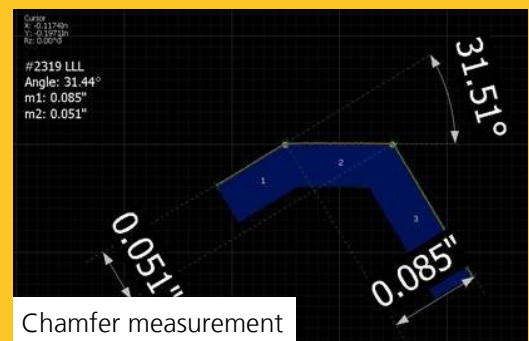 Cursor
X: -0.1174in
Y: -0.1971in
Rz: 0.00°d
#2319 LLL
Angle: 31.44°
m1: 0.085"
m2: 0.051"
31.51°
1
2
3
0.051"
0.085"
Chamfer measurement